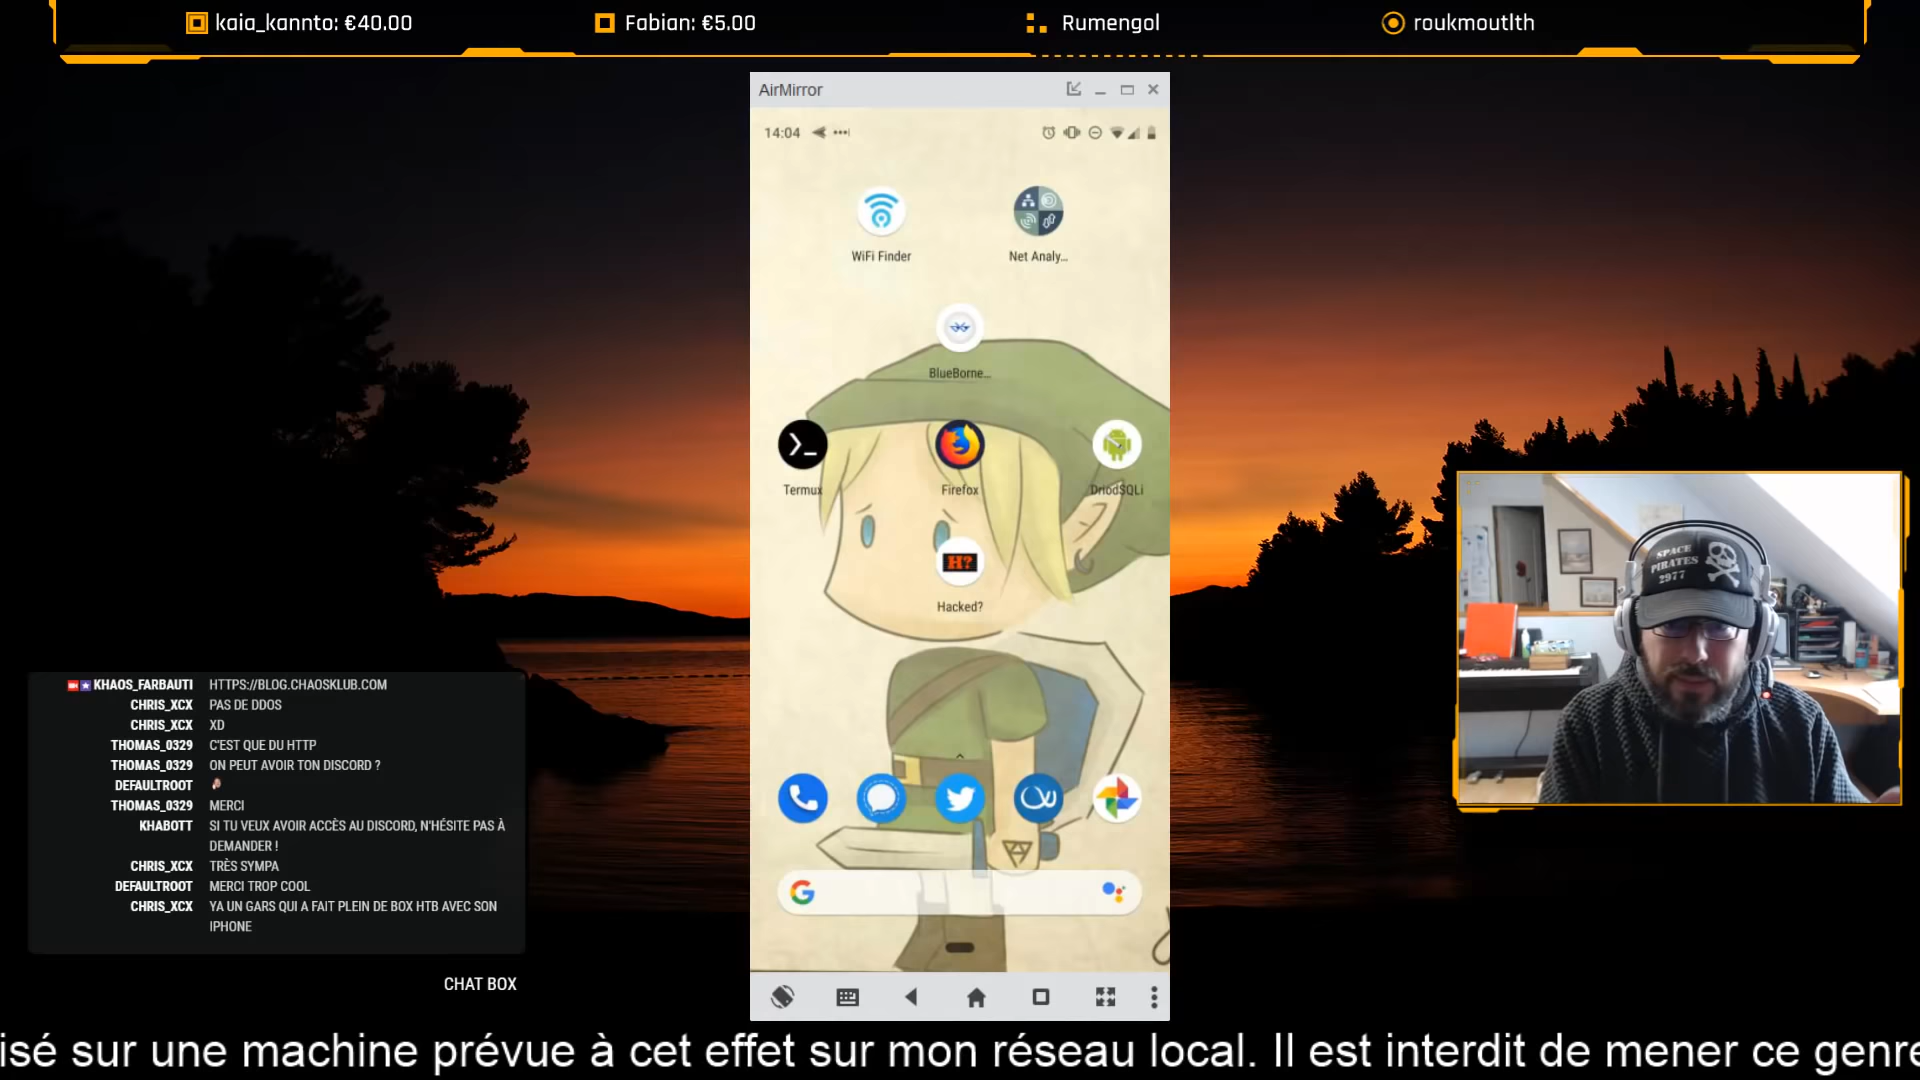 kaia_kannto: €40.00
Fabian: €5.00
Rumengol
roukmoutlth
AirMirror
14:04
WiFi Finder
Net Analy...
BlueBorne...
Termux
Firefox
DriodSQLi
H?
Hacked?
G
SPACE
PIRATES
2977
KHAOS_FARBAUTI HTTPS://BLOG.CHAOSKLUB.COM
CHRIS_XCX PAS DE DDOS
CHRIS_XCX XD
THOMAS_0329 C'EST QUE DU HTTP
THOMAS_0329 ON PEUT AVOIR TON DISCORD ?
DEFAULTROOT
THOMAS_0329 MERCI
KHABOTT SI TU VEUX AVOIR ACCÈS AU DISCORD, N'HÉSITE PAS À
DEMANDER !
CHRIS_XCX TRÈS SYMPA
DEFAULTROOT MERCI TROP COOL
CHRIS_XCX YA UN GARS QUI A FAIT PLEIN DE BOX HTB AVEC SON
IPHONE
CHAT BOX
isé sur une machine prévue à cet effet sur mon réseau local. Il est interdit de mener ce genre